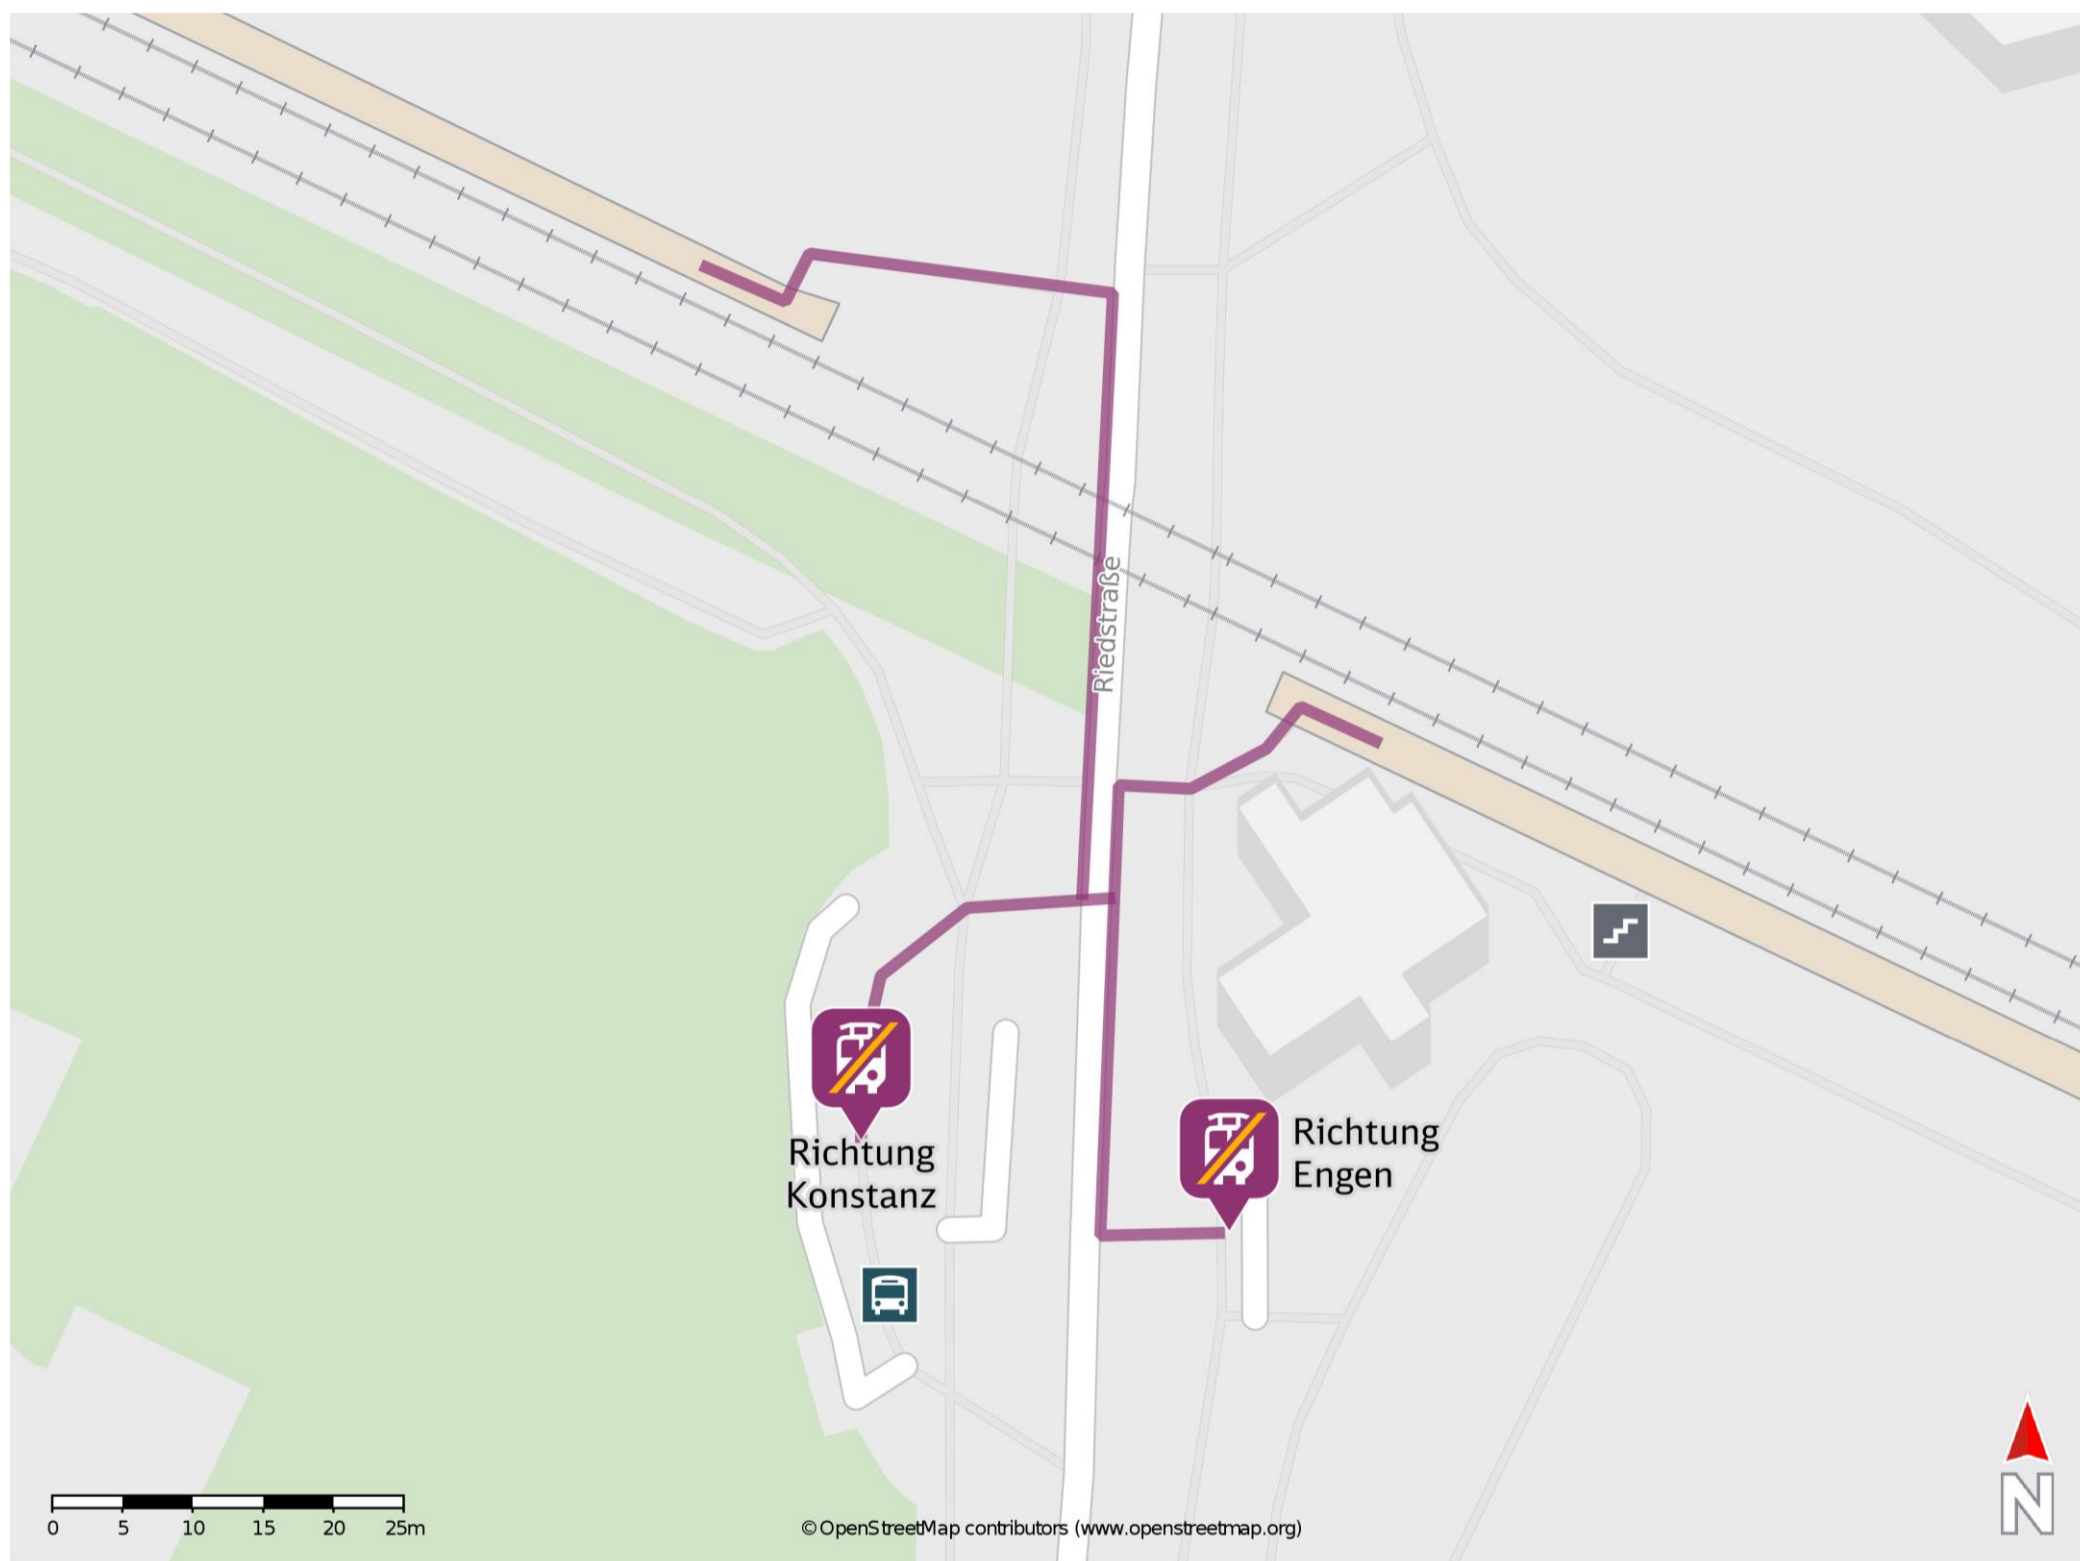 Riedstraße
Richtung
Konstanz
Richtung
Engen
0 5 10 15 20 25m
© OpenStreetMap contributors (www.openstreetmap.org)
N